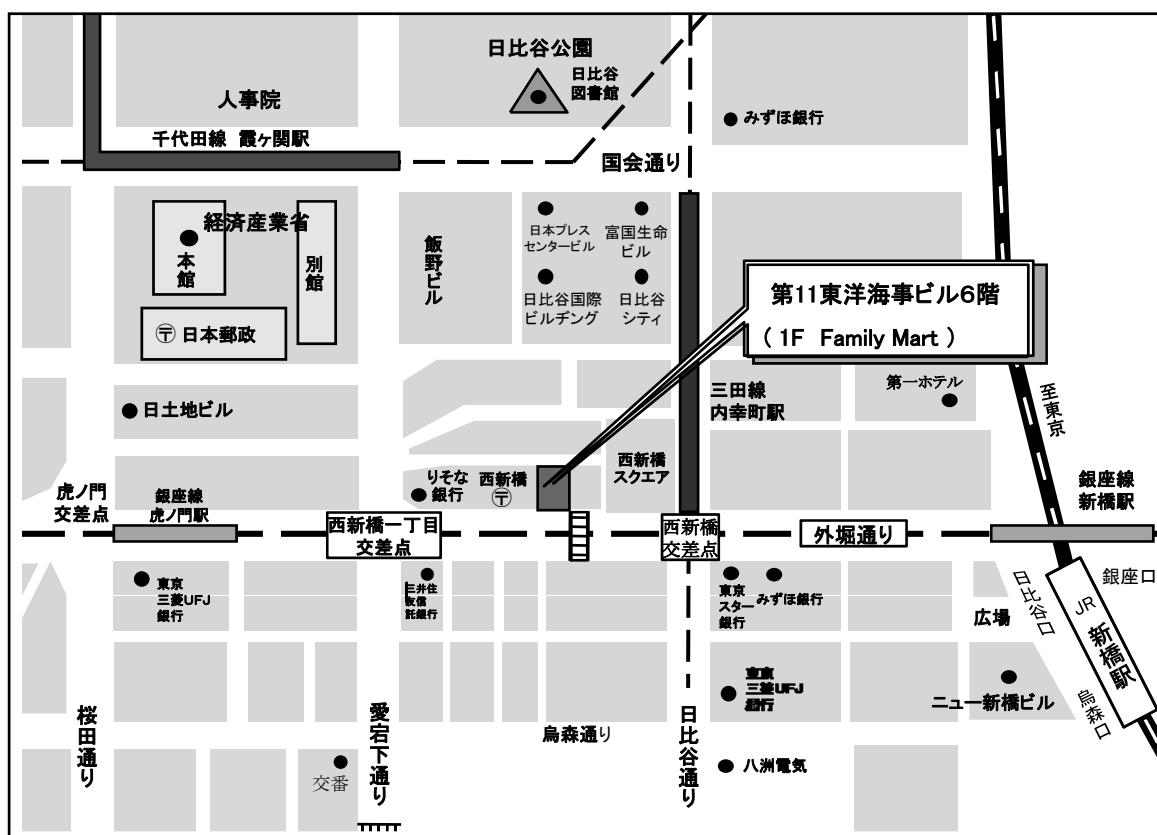 日比谷公園
日比谷
図書館
人事院
みずほ銀行
千代田線 霞ヶ関駅
国会通り
経済産業省
本館
別館
飯野ビル
日本プレス
センタービル
富国生命
ビル
日比谷国際
ビルヂング
日比谷
シティ
〒日本郵政
第11東洋海事ビル6階
( 1F Family Mart )
日土地ビル
三田線
内幸町駅
第一ホテル
至東京
りそな
銀行
西新橋
〒
西新橋
スクエア
虎ノ門
交差点
銀座線
虎ノ門駅
西新橋一丁目
交差点
西新橋
交差点
外堀通り
銀座線
新橋駅
東京
三菱UFJ
銀行
三井住
友信
託銀行
東京
スター
銀行
みずほ銀行
広場
日比谷口
銀座口
JR 新橋駅
烏森口
東京
三菱UFJ
銀行
ニュー新橋ビル
桜田通り
愛宕下通り
烏森通り
日比谷通り
交番
八洲電気